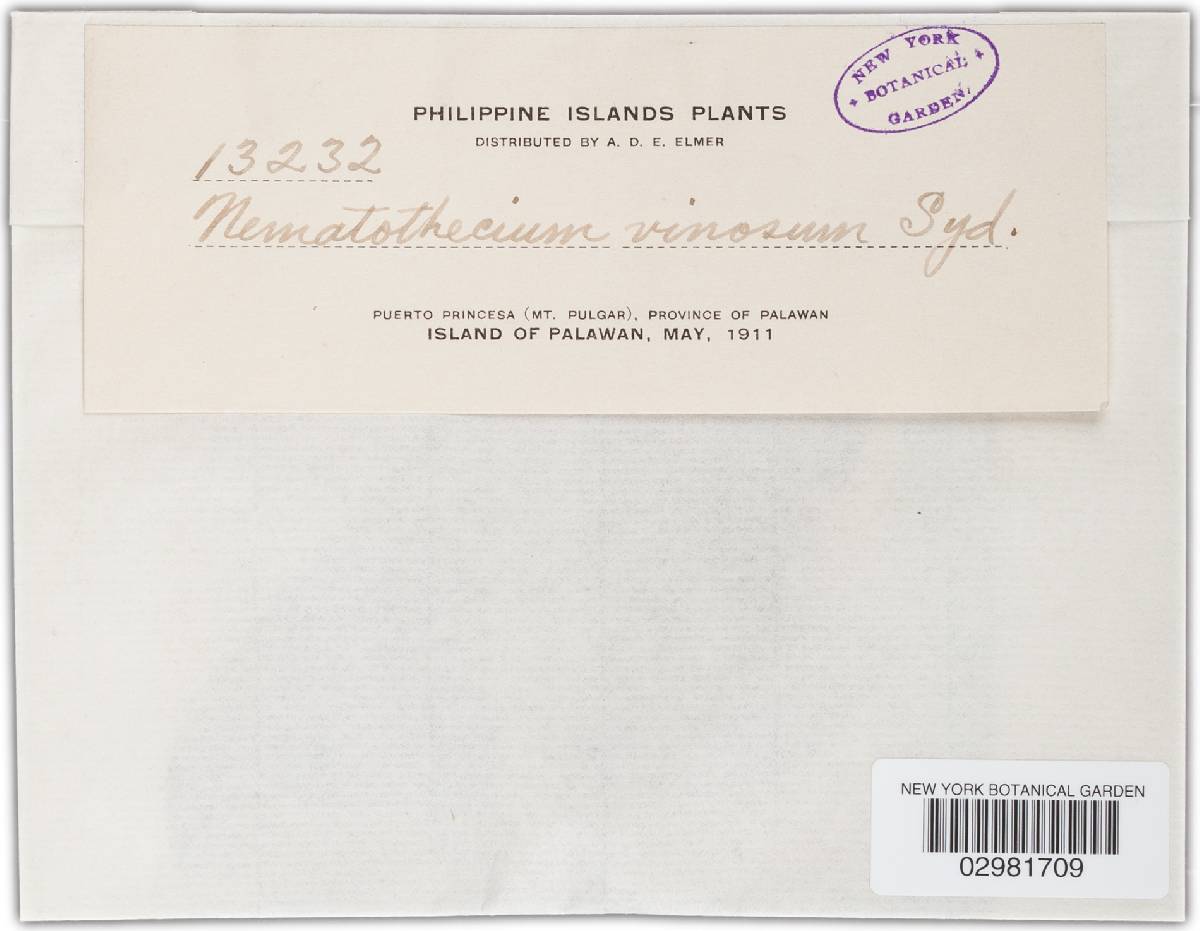 NEW YORK
BOTANICAL
GARDEN
PHILIPPINE ISLANDS PLANTS
DISTRIBUTED BY A. D. E. ELMER
13232
Nematothecium vinosum Syd.
PUERTO PRINCESA (MT. PULGAR), PROVINCE OF PALAWAN
ISLAND OF PALAWAN, MAY, 1911
NEW YORK BOTANICAL GARDEN
02981709